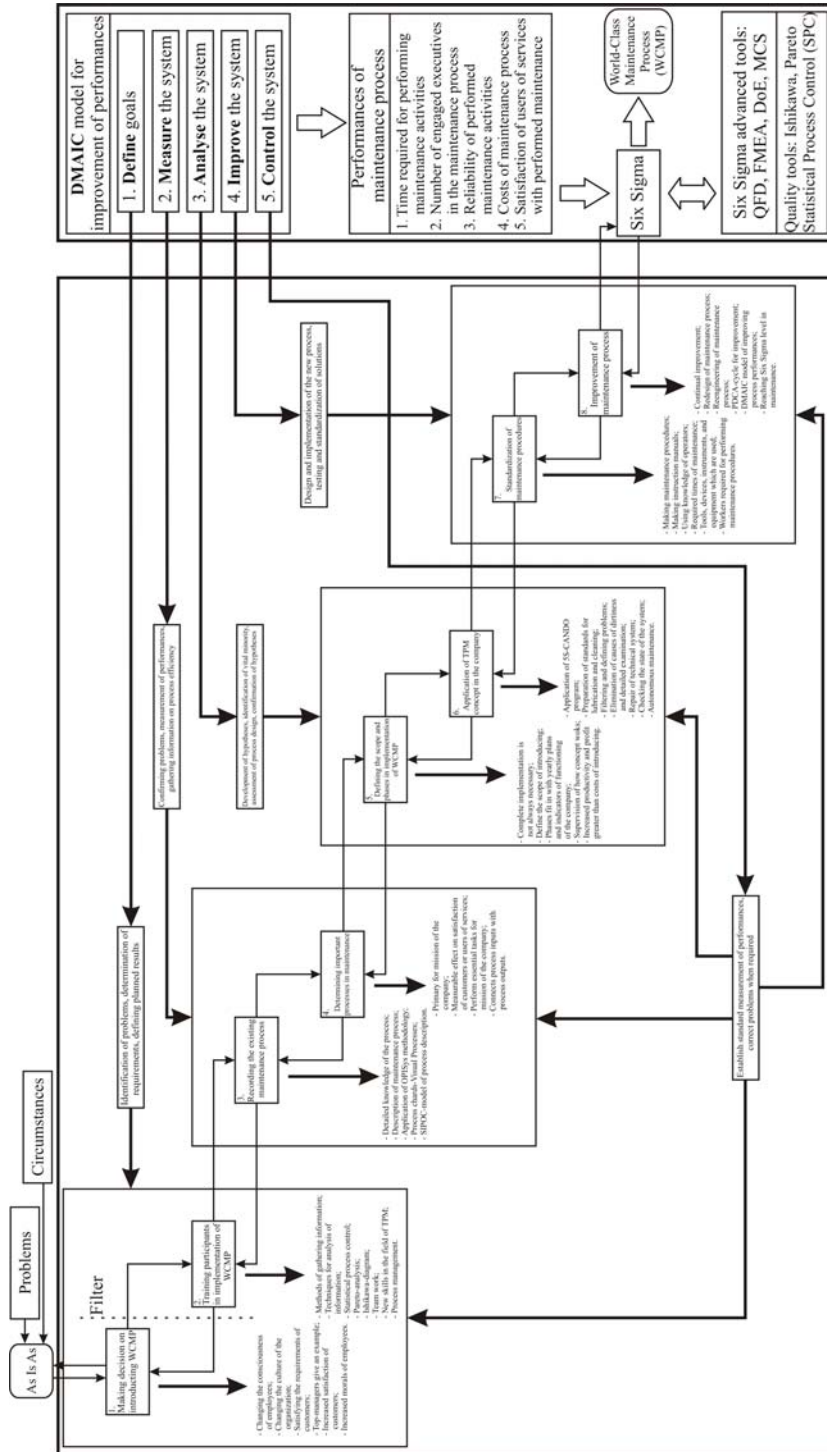 Problems
Circumstances
As Is As
Filter
1.
Making decision on
introducting WCMP
- Changing the consciousness
of employees;
- Changing the culture of the
organization;
- Satisfying the requirements of
customers;
- Top-managers give an example;
- Increased satisfaction of
customers;
- Increased morals of employees.
2.
Training participants
in implementation of
WCMP
- Methods of gathering information;
- Techniques for analysis of
information;
- Statistical process control;
- Pareto-analysis;
- Ishikawa-diagram;
- Team work;
- New skills in the field of TPM;
- Process management.
Identification of problems, determination of
requirements, defining planned results
3.
Recording the existing
maintenance process
- Detailed knowledge of the process;
- Description of maintenance process;
- Application of OPISys methodology;
- Process chards-Visual Processes;
- SIPOC-model of process description.
4.
Determining important
processes in maintenance
- Primary for mission of the
company;
- Measurable effect on satisfaction
of customers or users of services;
- Perform essential tasks for
mission of the company;
- Connects process inputs with
process outputs.
Confirming problems, measurement of performances,
gathering information on process efficiency
Development of hypotheses, identification of vital minority,
assessment of process design, confirmation of hypotheses
5.
Defining the scope and
phases in implementation
of WCMP
- Complete implementation is
not always necessary;
- Define the scope of introducing;
- Phases fit in with yearly plans
and indicators of functioning
of the company;
- Supervision of how concept woks;
- Increased productivity and profit
greater than costs of introducing.
6.
Application of TPM
concept in the company
- Application of 5S-CANDO
program;
- Preparation of standards for
lubrication and cleaning;
- Filtering and defining problems;
- Elimination of causes of dirtiness
and detailed examination;
- Repair of technical system;
- Checking the state of the system;
- Autonomous maintenance.
Design and implementation of the new process,
testing and standardization of solutions
7.
Standardization of
maintenance procedures
- Making maintenance procedures;
- Making instruction manuals;
- Using knowledge of operators;
- Required times of maintenance;
- Tools, devices, instruments, and
equipment which are used;
- Workers required for performing
maintenance procedures.
8.
Improvement of
maintenance process
- Continual improvement;
- Redesign of maintenance process;
- Reengineering of maintenance
process;
- PDCA-cycle for improvement;
- DMAIC model of improving
process performances;
- Reaching Six Sigma level in
maintenance.
Establish standard measurement of performances,
correct problems when required
DMAIC model for
improvement of performances
1. Define goals
2. Measure the system
3. Analyse the system
4. Improve the system
5. Control the system
Performances of
maintenance process
1. Time required for performing
maintenance activities
2. Number of engaged executives
in the maintenance process
3. Reliability of performed
maintenance activities
4. Costs of maintenance process
5. Satisfaction of users of services
with performed maintenance
Six Sigma
World-Class
Maintenance
Process
(WCMP)
Six Sigma advanced tools:
QFD, FMEA, DoE, MCS
Quality tools: Ishikawa, Pareto
Statistical Process Control (SPC)